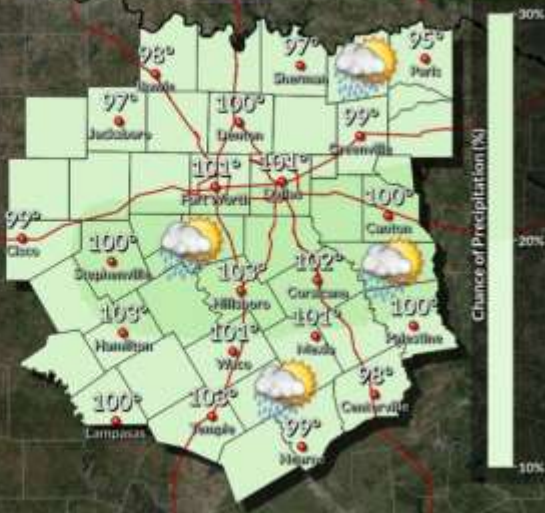 30%
98°
Bowie
97°
Sherman
95°
Paris
97°
Jacksboro
100°
Denton
99°
Greenville
101°
Fort Worth
101°
Dallas
100°
Canton
99°
Cisco
100°
Stephenville
103°
Hillsboro
102°
Corsicana
Chance of Precipitation (%)
20%
103°
Hamilton
101°
Waco
101°
Mexia
100°
Palestine
100°
Lampasas
103°
Temple
98°
Centerville
99°
Hearne
10%